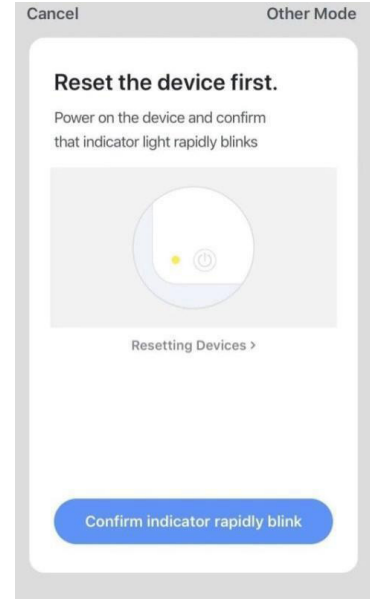 Cancel
Other Mode
Reset the device first.
Power on the device and confirm
that indicator light rapidly blinks
Resetting Devices >
Confirm indicator rapidly blink